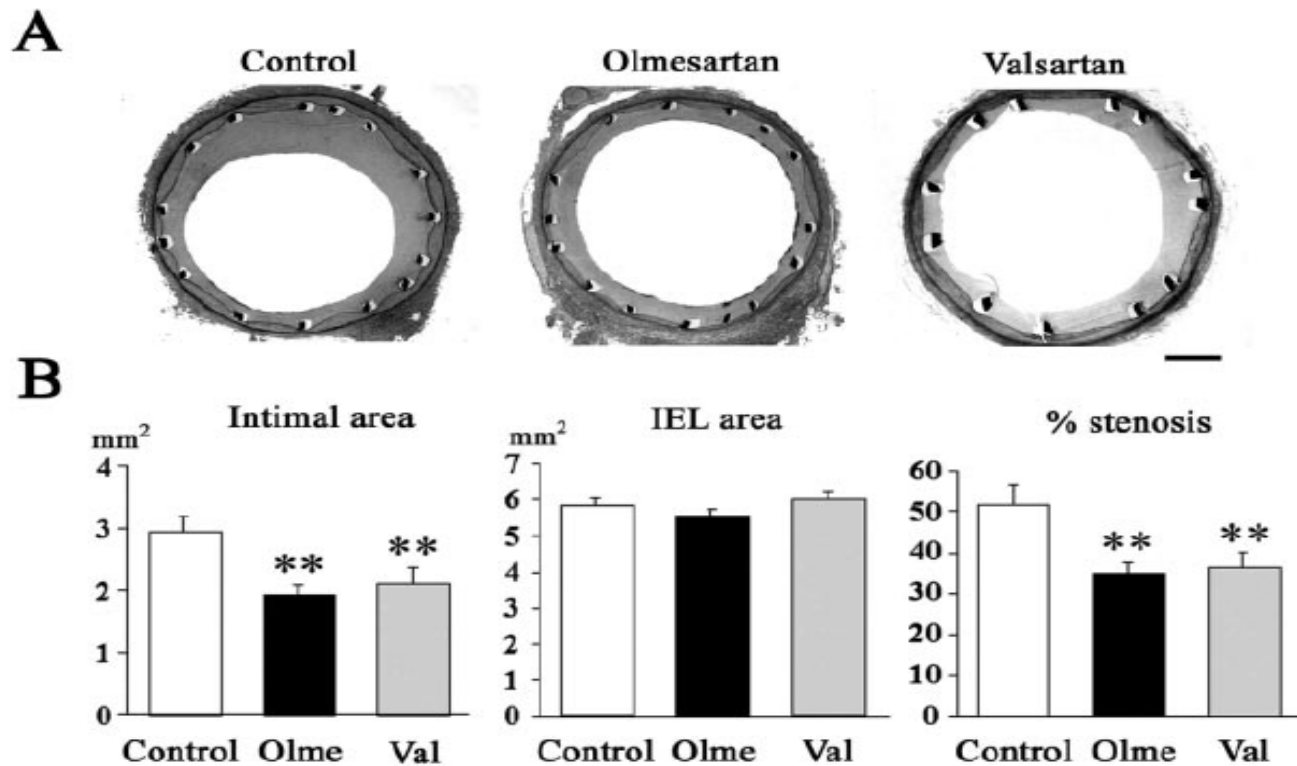 A
Control Olmesartan Valsartan
B
Intimal area IEL area % stenosis
mm2 mm2
4
3
2
1
0
** **
Control Olme Val
7
6
5
4
3
2
1
0
Control Olme Val
60
50
40
30
20
10
0
** **
Control Olme Val